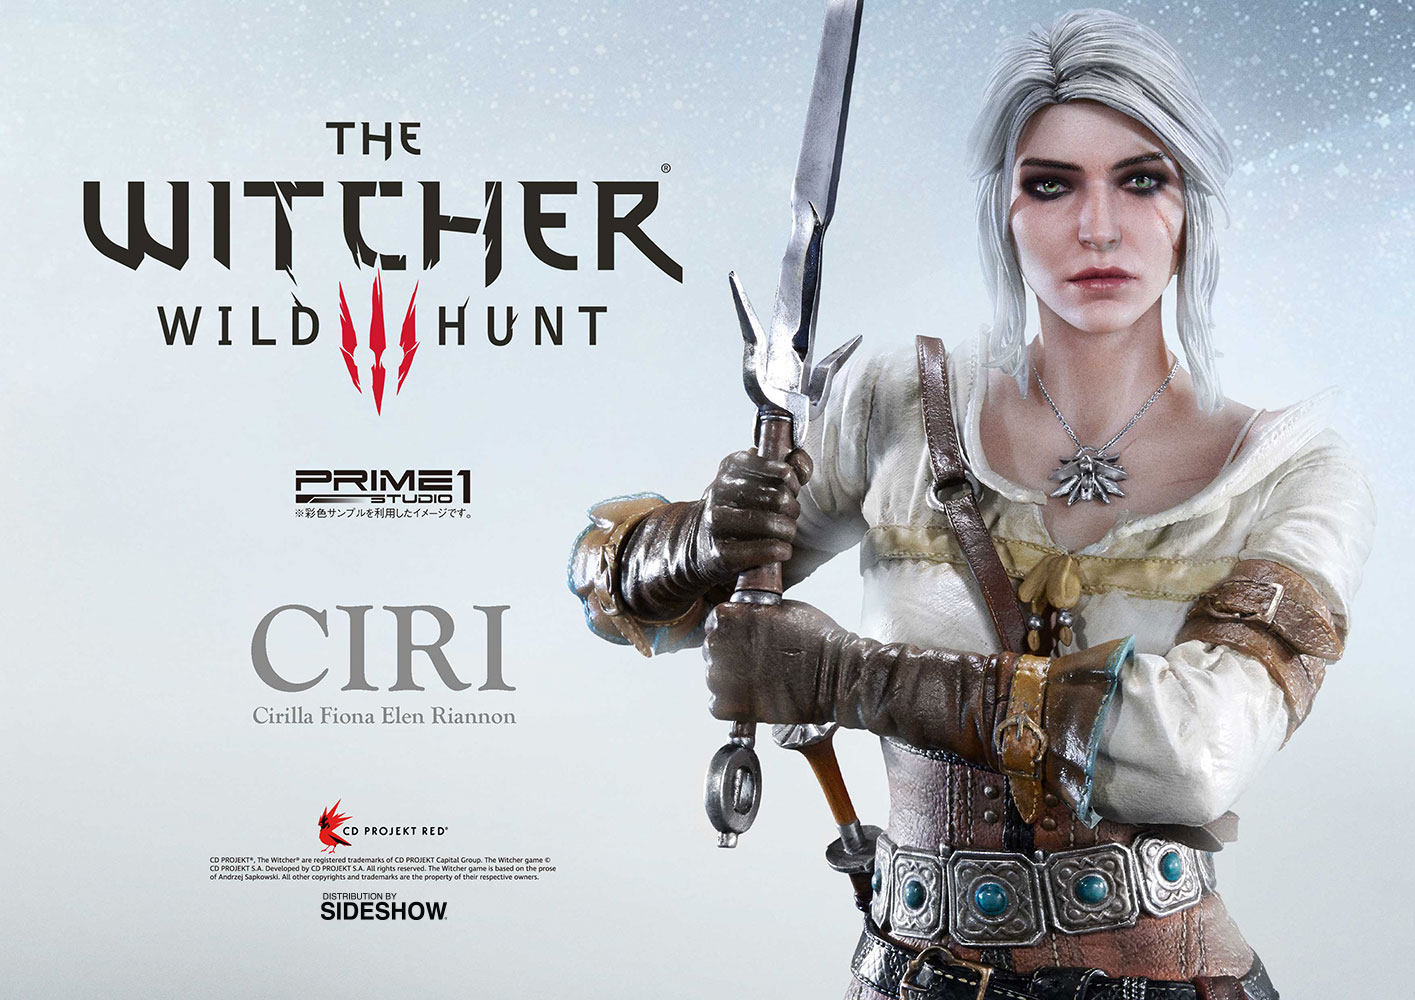 THE
WITCHER®
WILD HUNT
PRIME 1
STUDIO
※彩色サンプルを利用したイメージです。
CIRI
Cirilla Fiona Elen Riannon
CD PROJEKT RED®
CD PROJEKT®, The Witcher® are registered trademarks of CD PROJEKT Capital Group. The Witcher game ©
CD PROJEKT S.A. Developed by CD PROJEKT S.A. All rights reserved. The Witcher game is based on the prose
of Andrzej Sapkowski. All other copyrights and trademarks are the property of their respective owners.
DISTRIBUTION BY
SIDESHOW